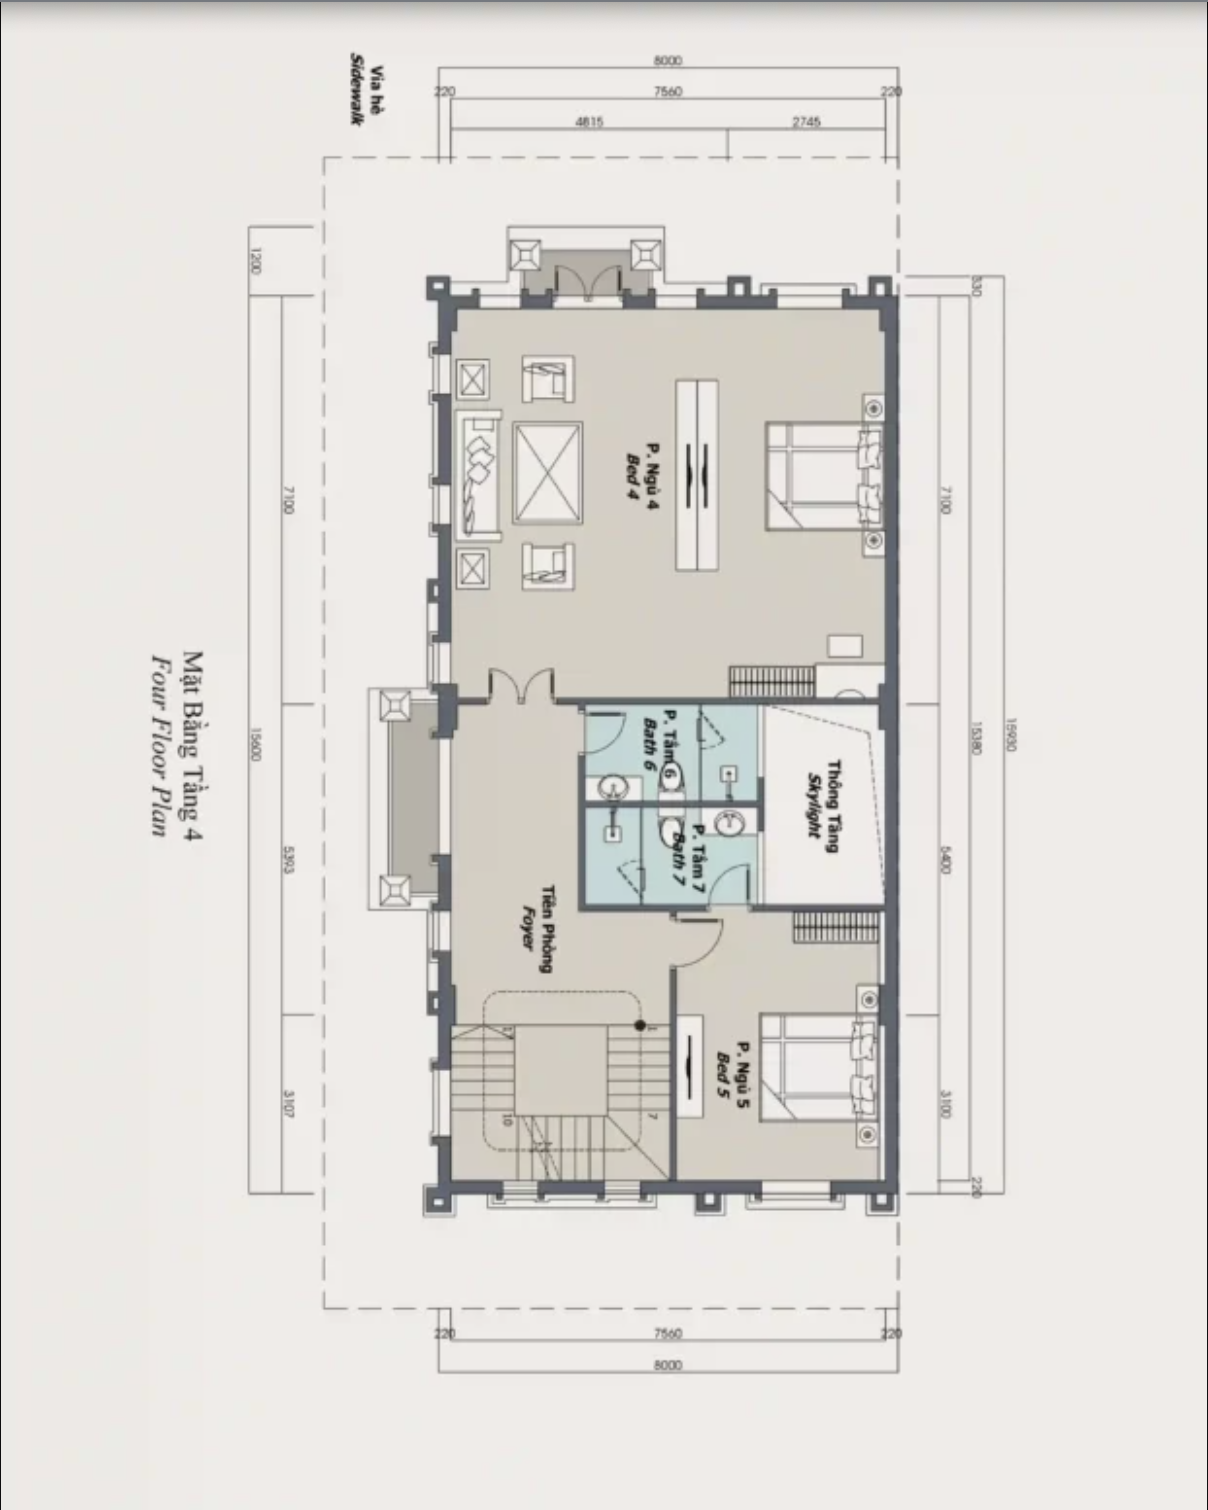 Vỉa hè
Sidewalk
8000
220
7560
220
4815
2745
1200
330
P. Ngủ 4
Bed 4
7100
7100
Mặt Bằng Tầng 4
Four Floor Plan
15600
5393
P. Tắm 6
Bath 6
P. Tắm 7
Bath 7
Thông Tầng
Skylight
15380
15930
5400
Tiền Phòng
Foyer
17
1
10
7
P. Ngủ 5
Bed 5
3107
3100
220
220
7560
220
8000